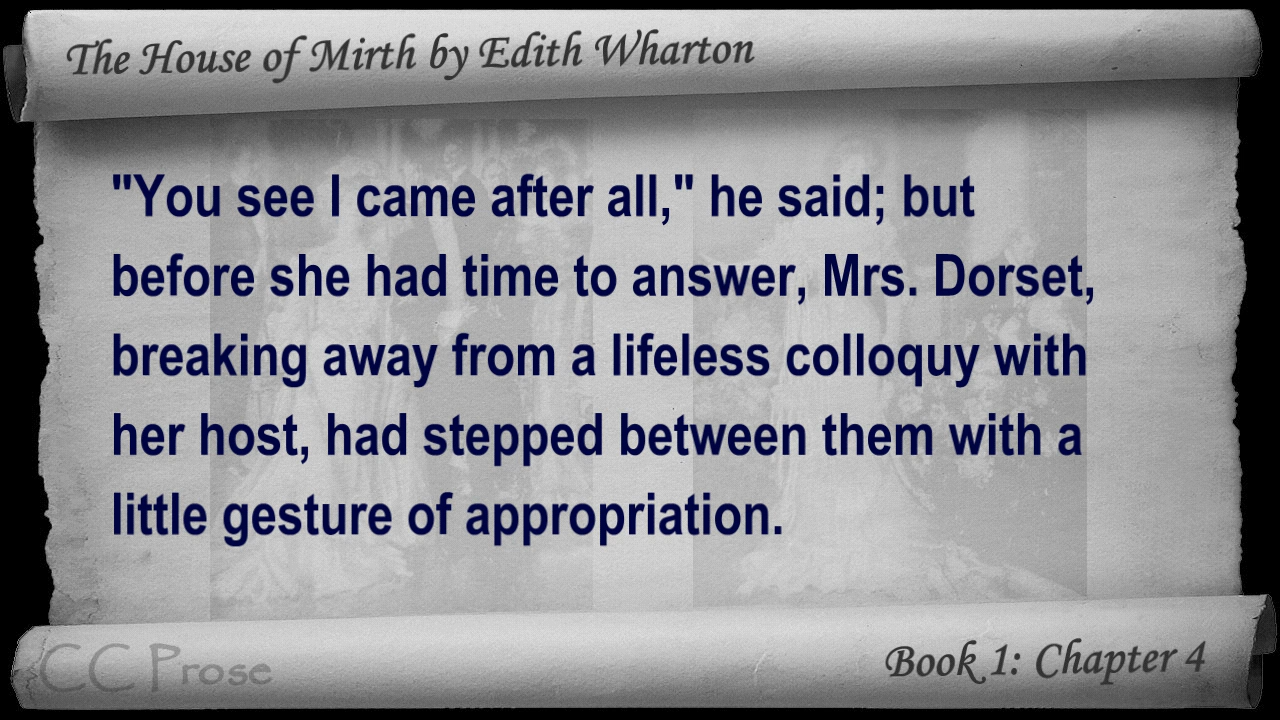 The House of Mirth by Edith Wharton
"You see I came after all," he said; but
before she had time to answer, Mrs. Dorset,
breaking away from a lifeless colloquy with
her host, had stepped between them with a
little gesture of appropriation.
CC Prose
Book 1: Chapter 4